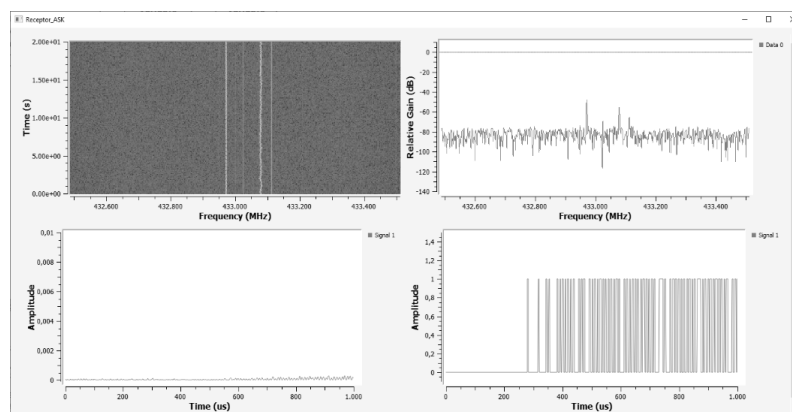 Receptor_ASK
2.00e+01
1.50e+01
1.00e+01
5.00e+00
0.00e+00
Time (s)
432.600 432.800 433.000 433.200 433.400
Frequency (MHz)
0
-20
-40
-60
-80
-100
-120
-140
Relative Gain (dB)
432.600 432.800 433.000 433.200 433.400
Frequency (MHz)
Data 0
0,01
0,008
0,006
0,004
0,002
0
Amplitude
0 200 400 600 800 1.000
Time (us)
Signal 1
1,4
1,2
1
0,8
0,6
0,4
0,2
0
Amplitude
0 200 400 600 800 1.000
Time (us)
Signal 1